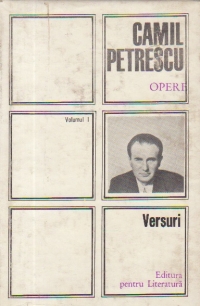 CAMIL
PETRESCU
OPERE
Volumul I
Versuri
Editura
pentru Literatură